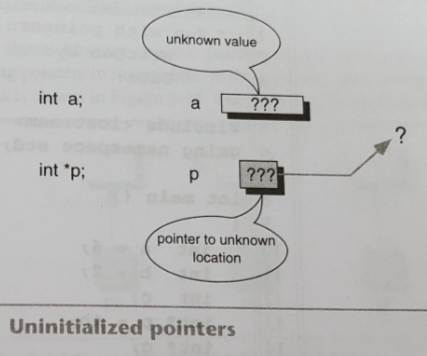 unknown value
int a;
a
???
int *p;
p
???
?
pointer to unknown
location
Uninitialized pointers